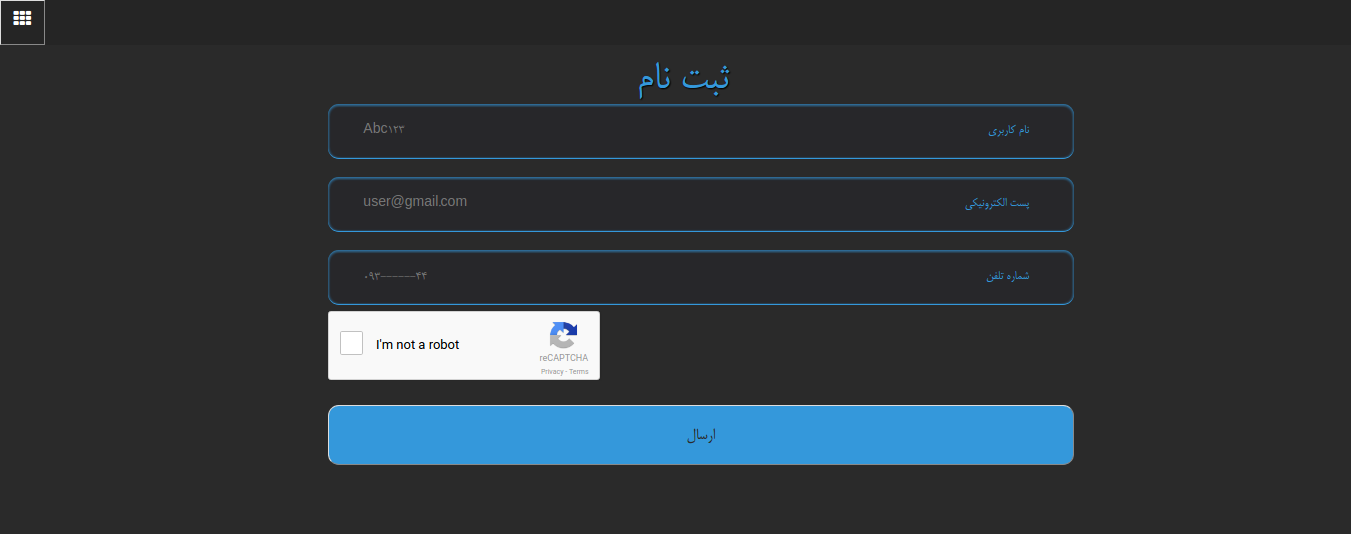 ثبت نام
نام کاربری
Abc۱۲۳
پست الکترونیکی
user@gmail.com
شماره تلفن
۰۹۳------۴۴
I'm not a robot
reCAPTCHA
Privacy - Terms
ارسال